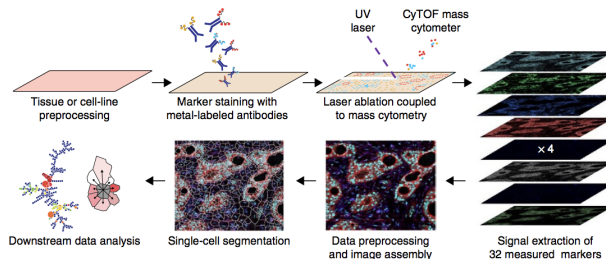 UV
laser
CyTOF mass
cytometer
Tissue or cell-line
preprocessing
Marker staining with
metal-labeled antibodies
Laser ablation coupled
to mass cytometry
× 4
Downstream data analysis
Single-cell segmentation
Data preprocessing
and image assembly
Signal extraction of
32 measured markers